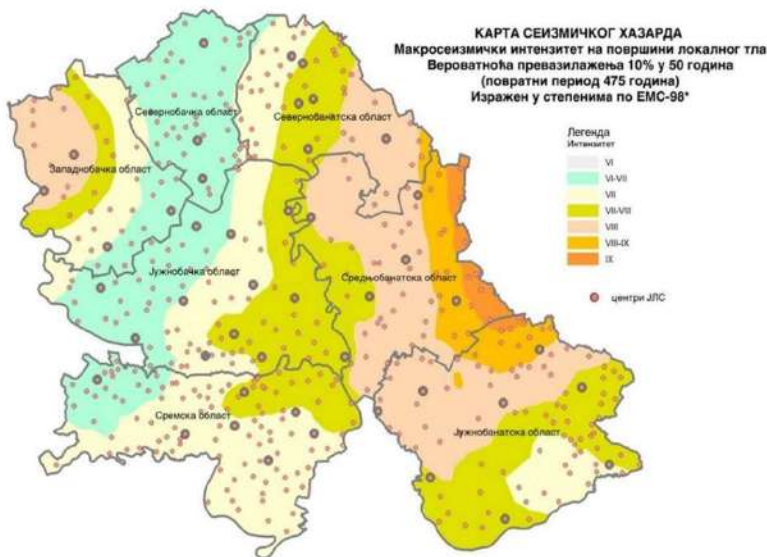 КАРТА СЕИЗМИЧКОГ ХАЗАРДА
Макросеизмички интензитет на површини локалног тла
Вероватноћа превазилажења 10% у 50 година
(повратни период 475 година)
Изражен у степенима по ЕМС-98*
Легенда
Интензитет
VI
VI-VII
VII
VII-VIII
VIII
VIII-IX
IX
центри ЈЛС
Севернобачка област
Севернобанатска област
Западнобачка област
Јужнобачка област
Средњобанатска област
Сремска област
Јужнобанатска област